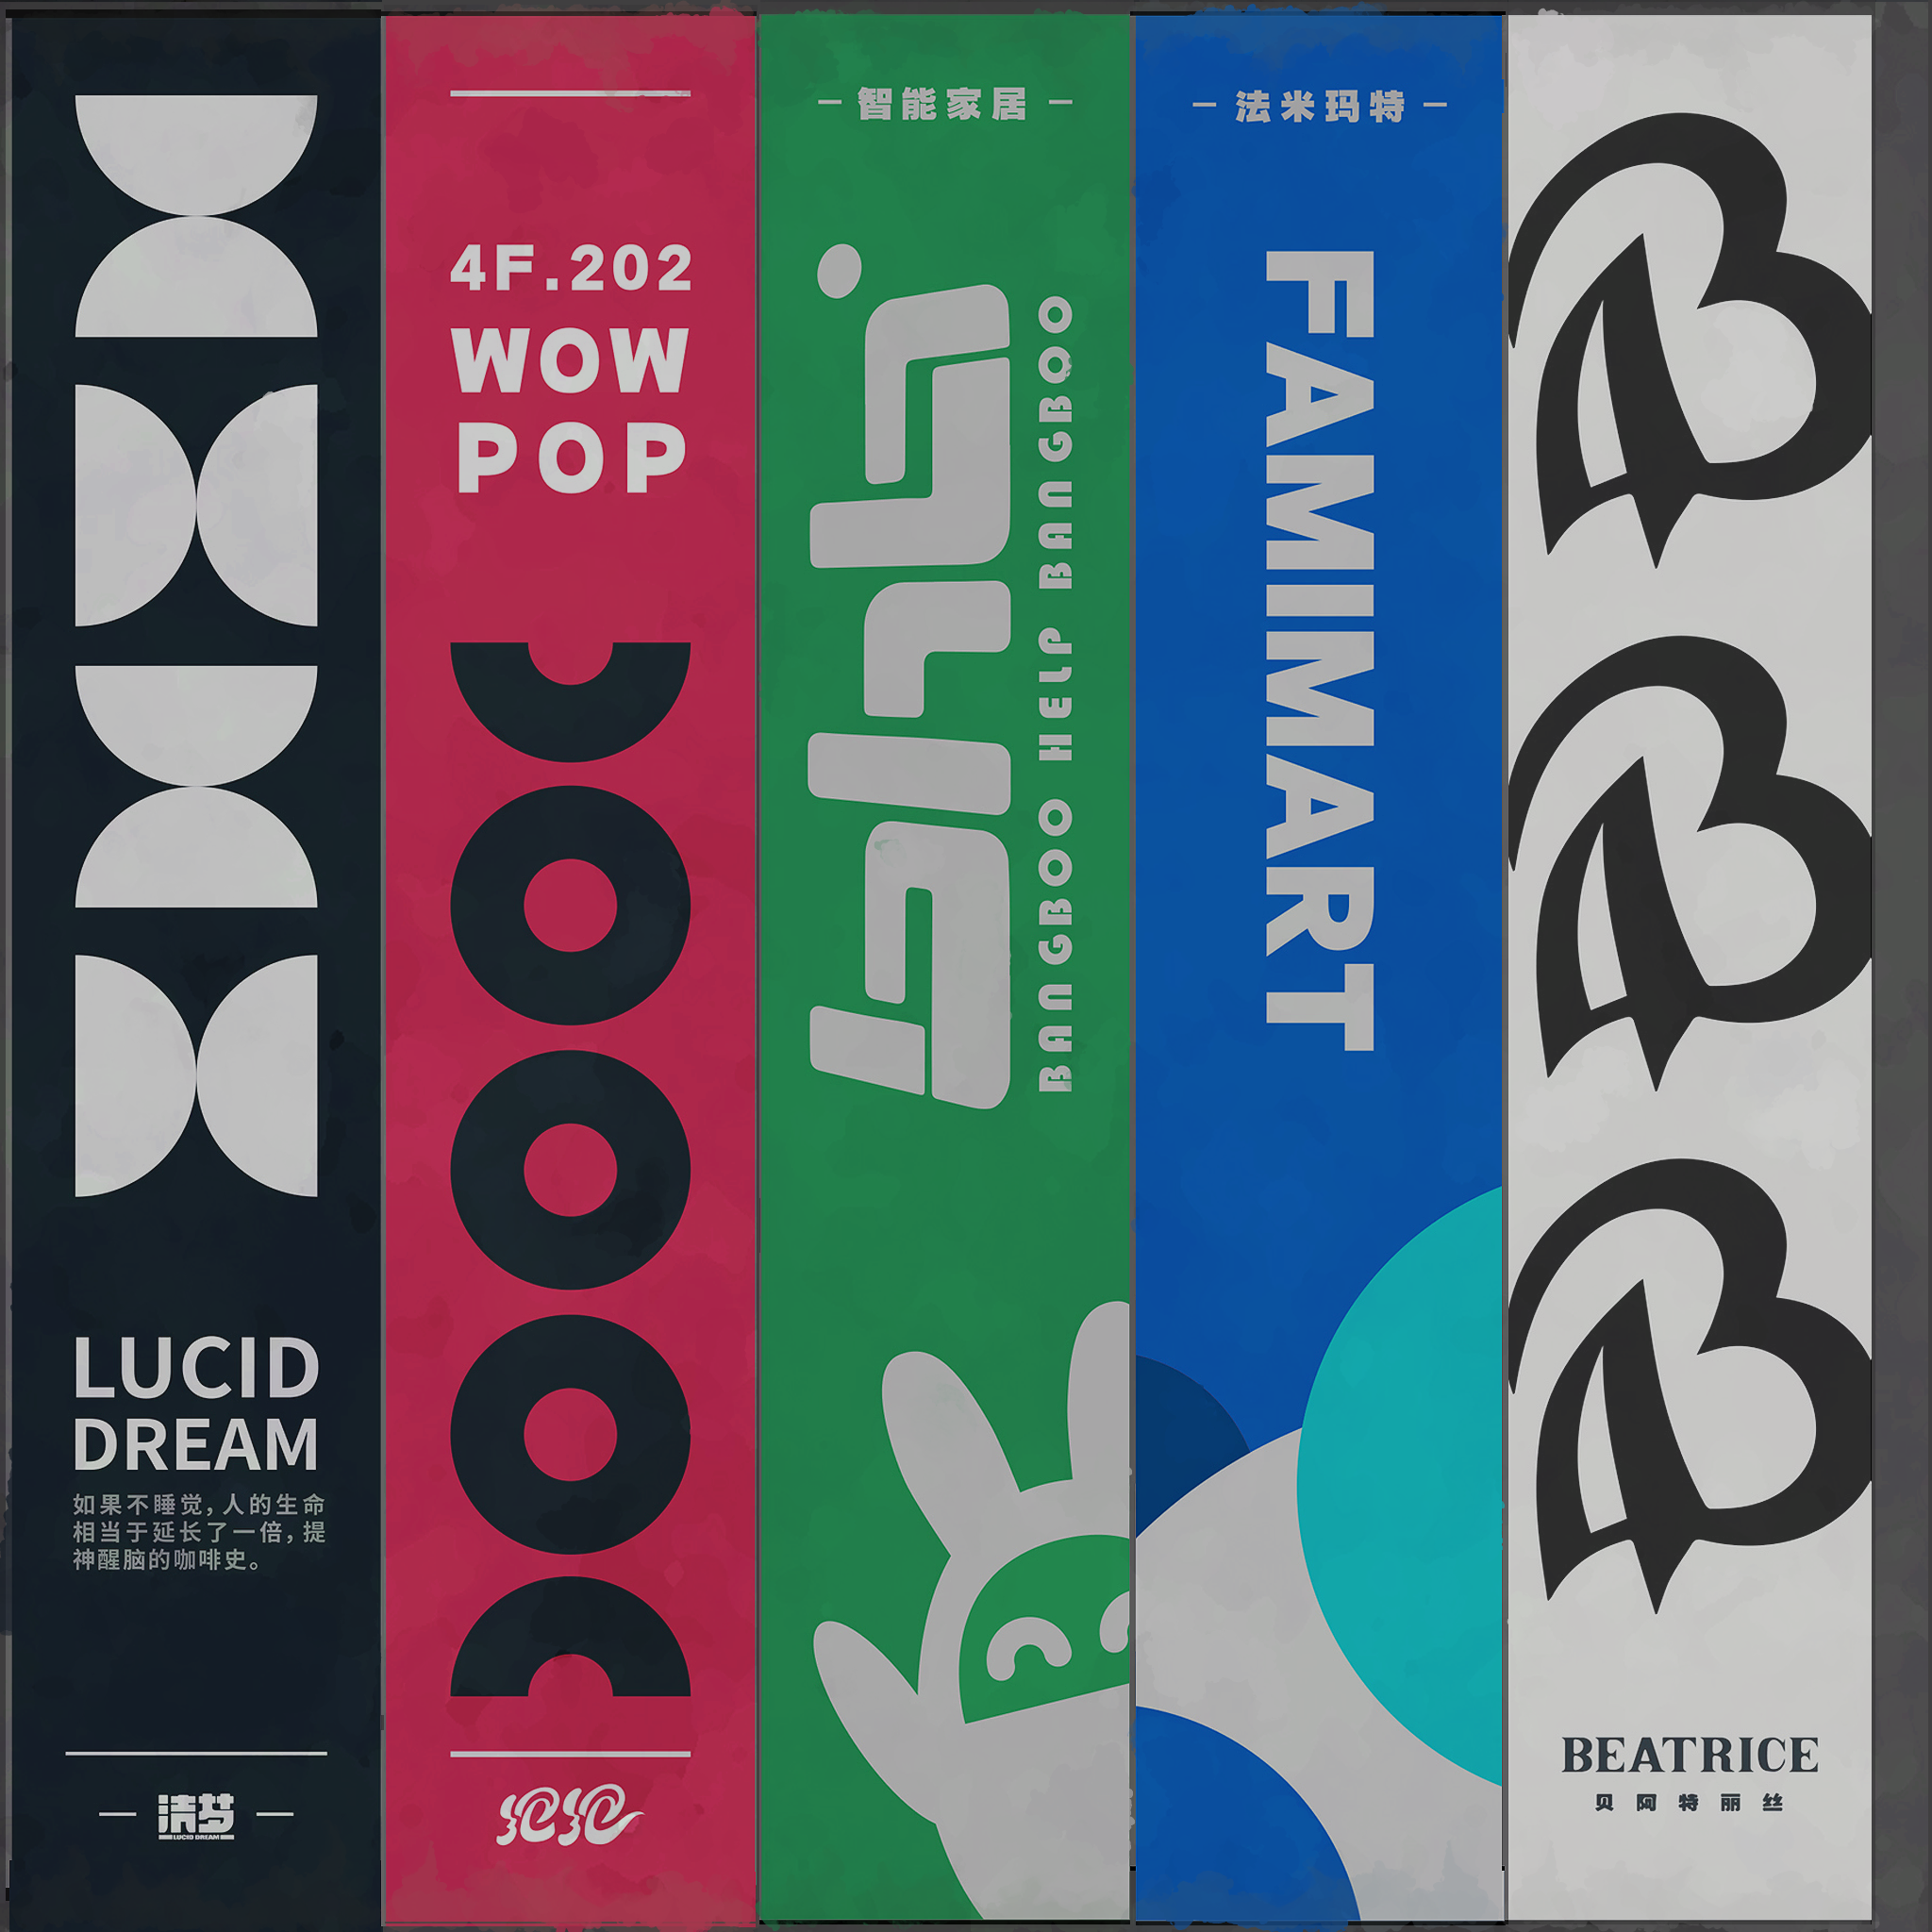 LUCID
DREAM
如果不睡觉，人的生命
相当于延长了一倍，提
神醒脑的咖啡史。
清梦
LUCID DREAM
4F.202
WOW
POP
智能家居
BANGBOO HELP BANGBOO
法米玛特
FAMIMART
BEATRICE
贝阿特丽丝